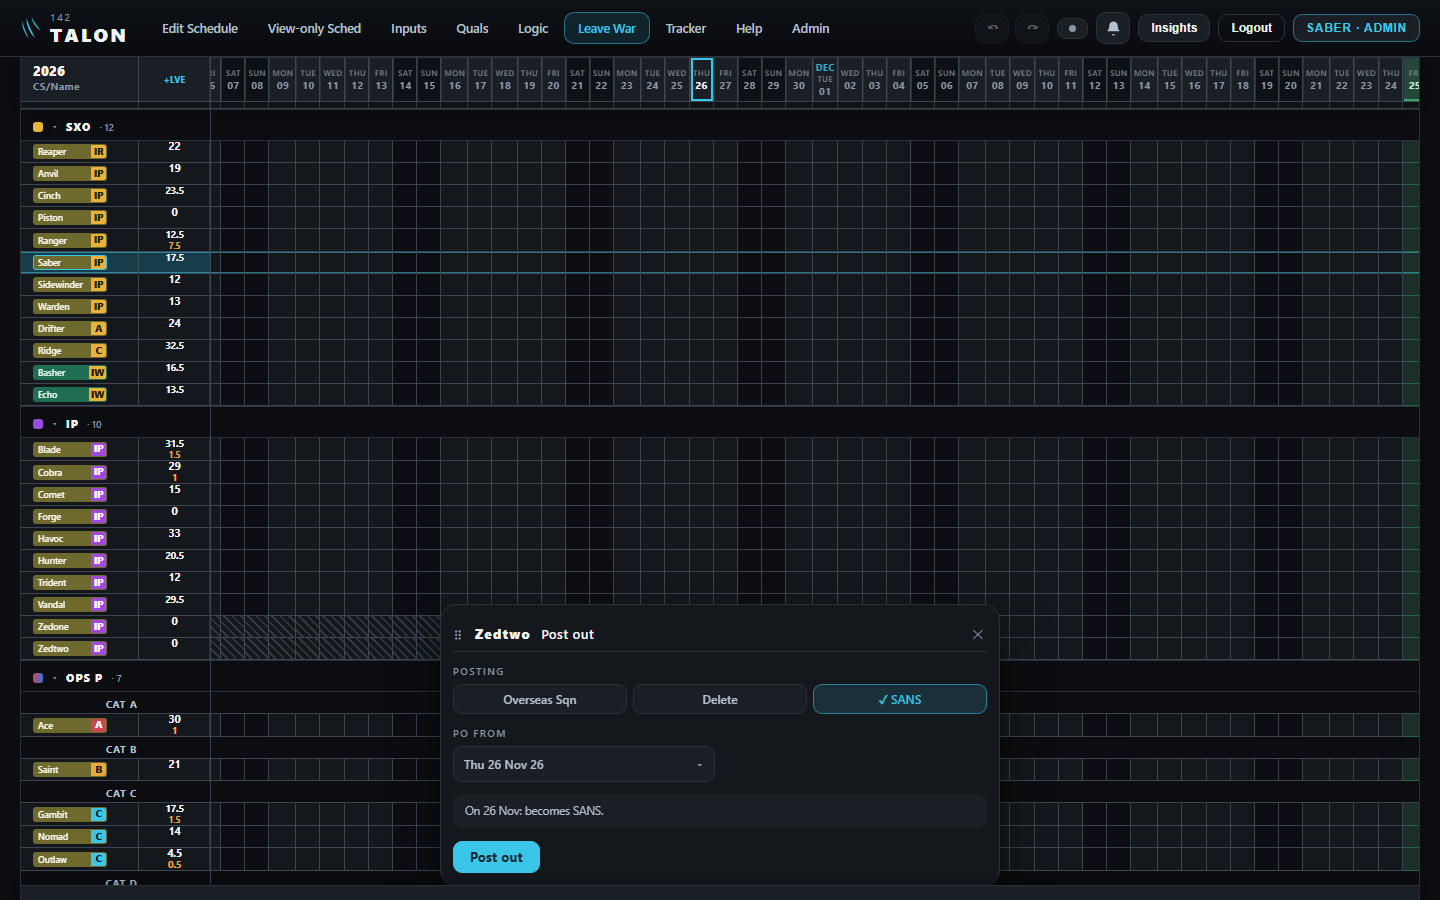 142
TALON
Edit Schedule
View-only Sched
Inputs
Quals
Logic
Leave War
Tracker
Help
Admin
Insights
Logout
SABER · ADMIN
2026
CS/Name
+LVE
SAT 07
SUN 08
MON 09
TUE 10
WED 11
THU 12
FRI 13
SAT 14
SUN 15
MON 16
TUE 17
WED 18
THU 19
FRI 20
SAT 21
SUN 22
MON 23
TUE 24
WED 25
THU 26
FRI 27
SAT 28
SUN 29
MON 30
DEC TUE 01
WED 02
THU 03
FRI 04
SAT 05
SUN 06
MON 07
TUE 08
WED 09
THU 10
FRI 11
SAT 12
SUN 13
MON 14
TUE 15
WED 16
THU 17
FRI 18
SAT 19
SUN 20
MON 21
TUE 22
WED 23
THU 24
25
SXO · 12
Reaper IR 22
Anvil IP 19
Cinch IP 23.5
Piston IP 0
Ranger IP 12.5
7.5
Saber IP 17.5
Sidewinder IP 12
Warden IP 13
Drifter A 24
Ridge C 32.5
Basher IW 16.5
Echo IW 13.5
IP · 10
Blade IP 31.5
1.5
Cobra IP 29
1
Comet IP 15
Forge IP 0
Havoc IP 33
Hunter IP 20.5
Trident IP 12
Vandal IP 29.5
Zedone IP 0
Zedtwo IP 0
OPS P · 7
CAT A
Ace A 30
1
CAT B
Saint B 21
CAT C
Gambit C 17.5
1.5
Nomad C 14
Outlaw C 4.5
0.5
CAT D
Zedtwo Post out
POSTING
Overseas Sqn
Delete
✓ SANS
PO FROM
Thu 26 Nov 26
On 26 Nov: becomes SANS.
Post out